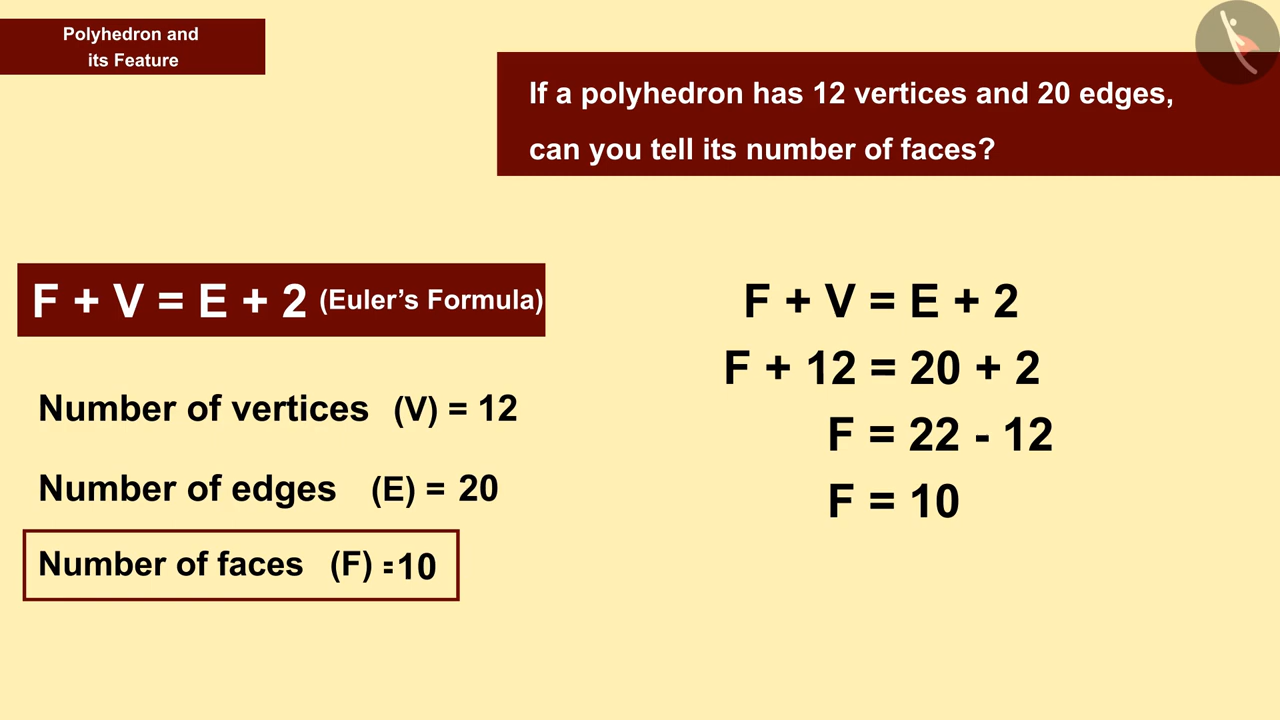 Polyhedron and
its Feature
If a polyhedron has 12 vertices and 20 edges,
can you tell its number of faces?
F + V = E + 2 (Euler’s Formula)
Number of vertices (V) = 12
Number of edges (E) = 20
Number of faces (F) =10
F + V = E + 2
F + 12 = 20 + 2
F = 22 - 12
F = 10